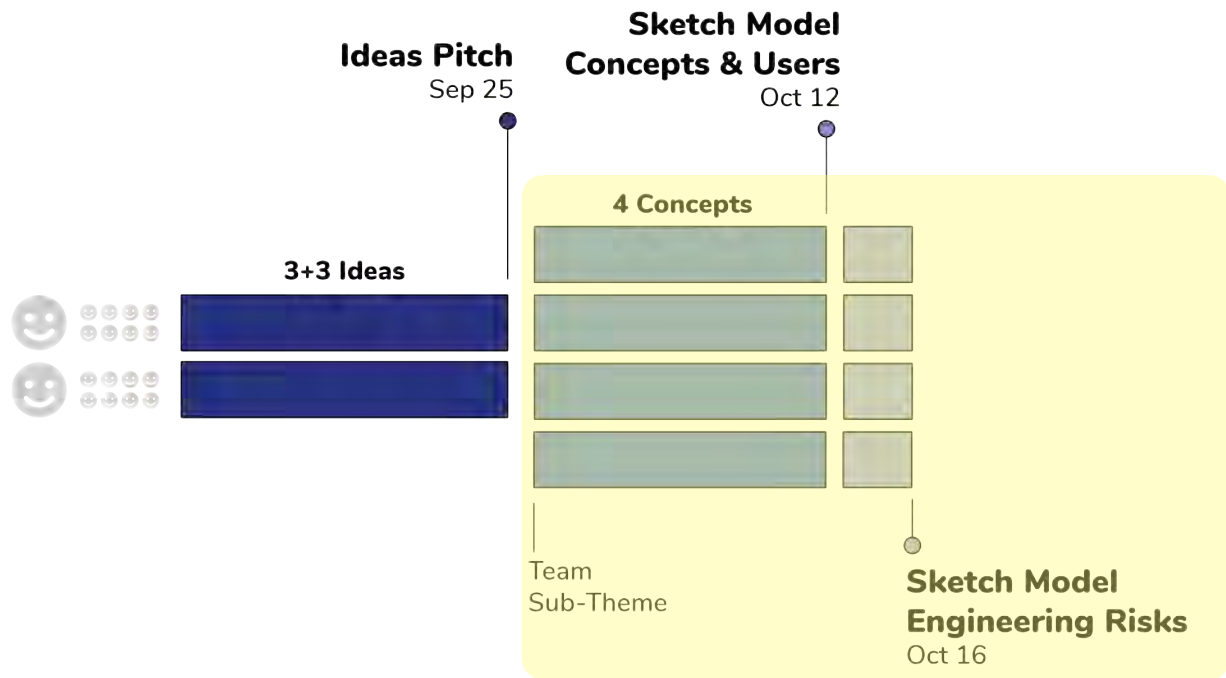 Sketch Model
Concepts & Users
Oct 12
Ideas Pitch
Sep 25
4 Concepts
3+3 Ideas
Team
Sub-Theme
Sketch Model
Engineering Risks
Oct 16